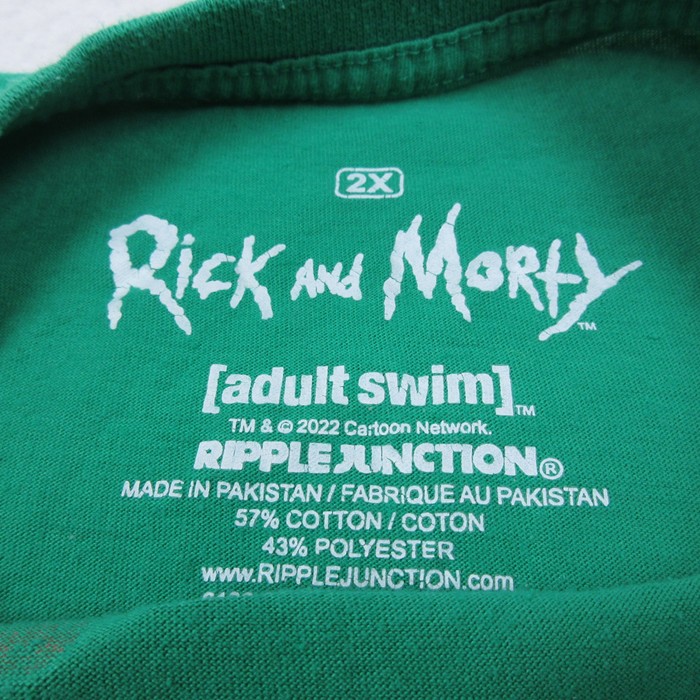 2X
Rick and Morty™
[adult swim]™
TM & © 2022 Cartoon Network.
RIPPLE JUNCTION®
MADE IN PAKISTAN / FABRIQUE AU PAKISTAN
57% COTTON / COTON
43% POLYESTER
www.RIPPLEJUNCTION.com